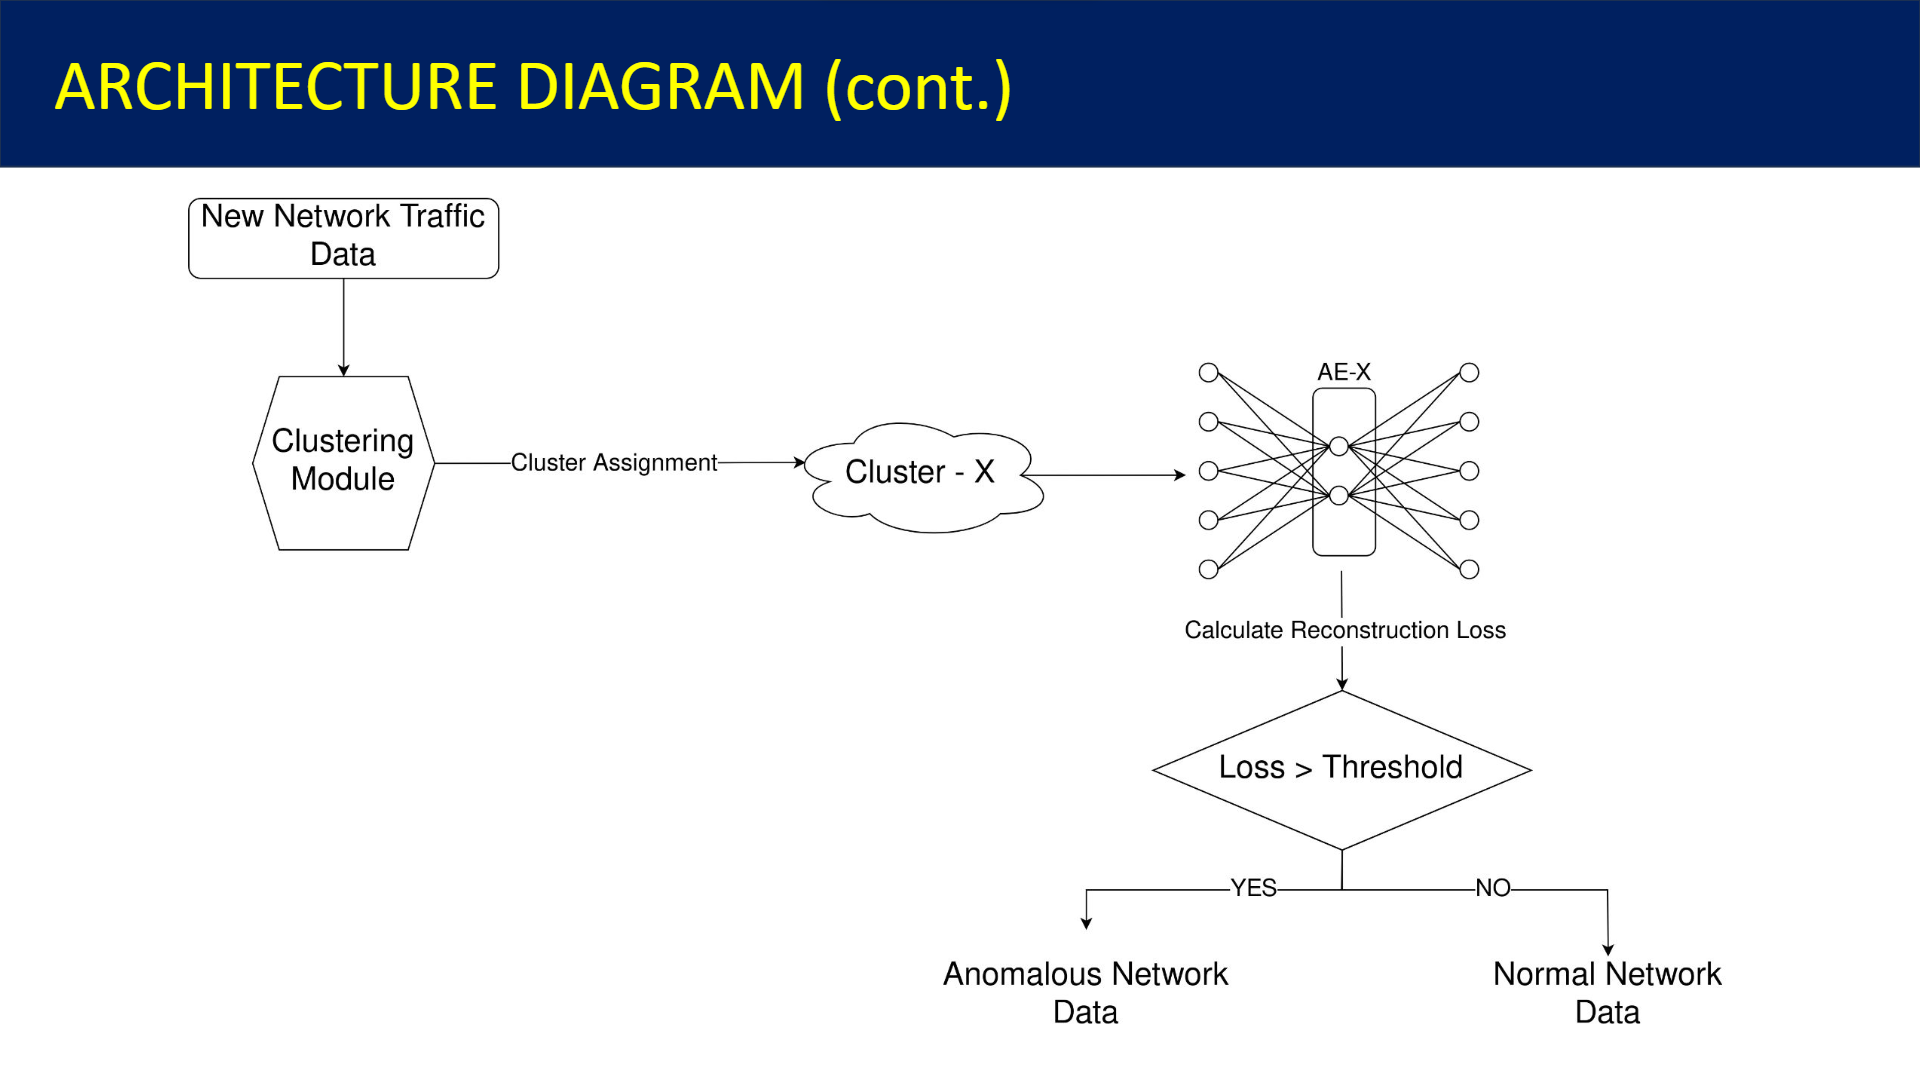 ARCHITECTURE DIAGRAM (cont.)
New Network Traffic
Data
Clustering
Module
Cluster Assignment
Cluster - X
AE-X
Calculate Reconstruction Loss
Loss > Threshold
YES
NO
Anomalous Network
Data
Normal Network
Data